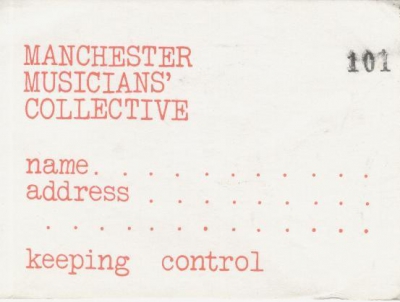 MANCHESTER
MUSICIANS'
COLLECTIVE
101
name. . . . . . . . . . .
address . . . . . . . . .
. . . . . . . . . . . . .
keeping control